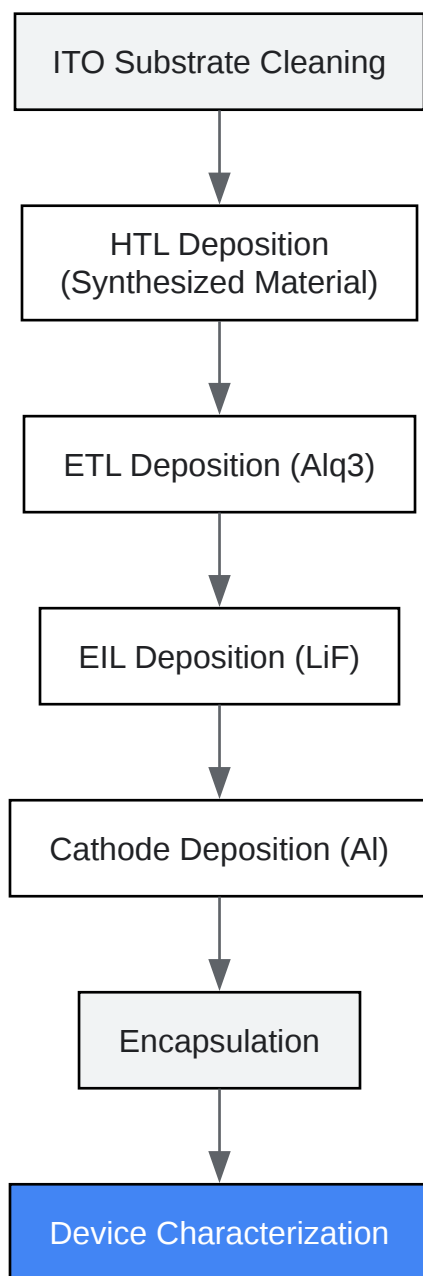 ITO Substrate Cleaning
HTL Deposition
(Synthesized Material)
ETL Deposition (Alq3)
EIL Deposition (LiF)
Cathode Deposition (Al)
Encapsulation
Device Characterization